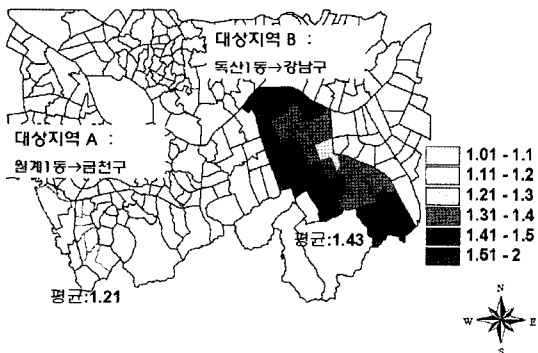 대상지역 B :
독산1동→강남구
대상지역 A :
월계1동→금천구
1.01 - 1.1
1.11 - 1.2
1.21 - 1.3
1.31 - 1.4
1.41 - 1.5
1.51 - 2
평균:1.43
평균:1.21
N
W E
S